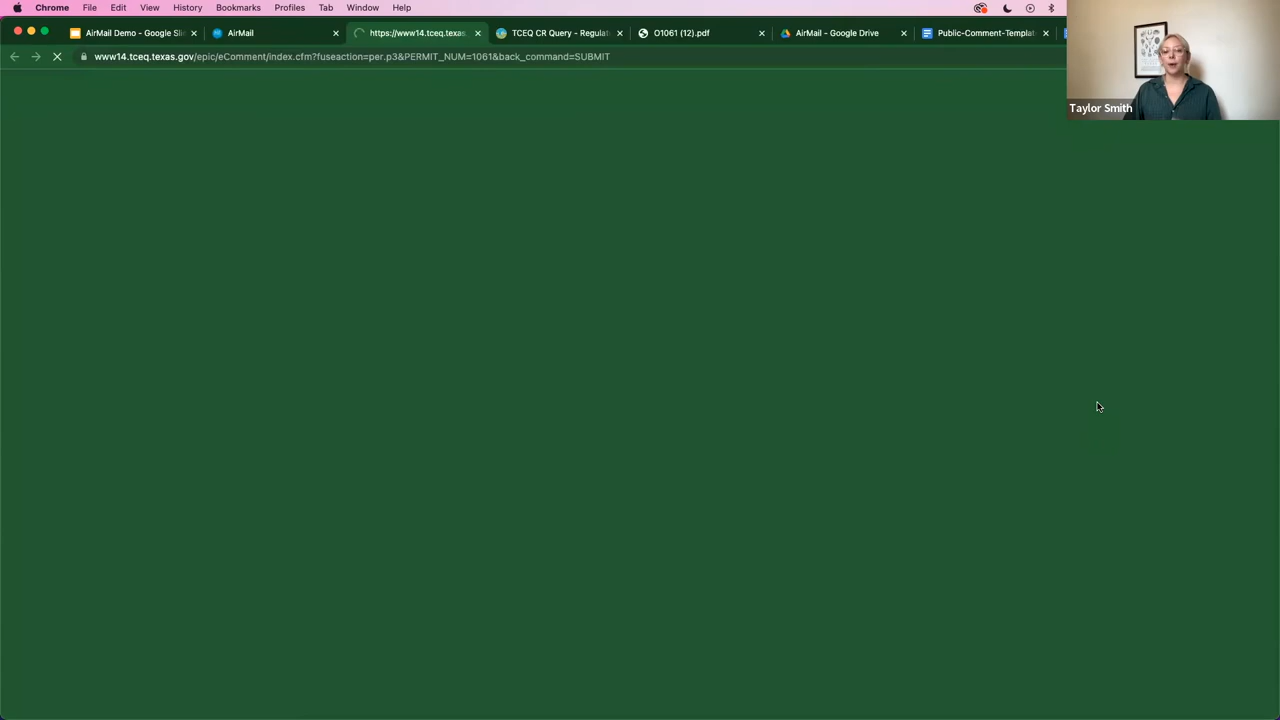 Chrome File Edit View History Bookmarks Profiles Tab Window Help
AirMail Demo - Google Sli
AirMail
https://www14.tceq.texas
TCEQ CR Query - Regulat
O1061 (12).pdf
AirMail - Google Drive
Public-Comment-Templat
www14.tceq.texas.gov/epic/eComment/index.cfm?fuseaction=per.p3&PERMIT_NUM=1061&back_command=SUBMIT
Taylor Smith